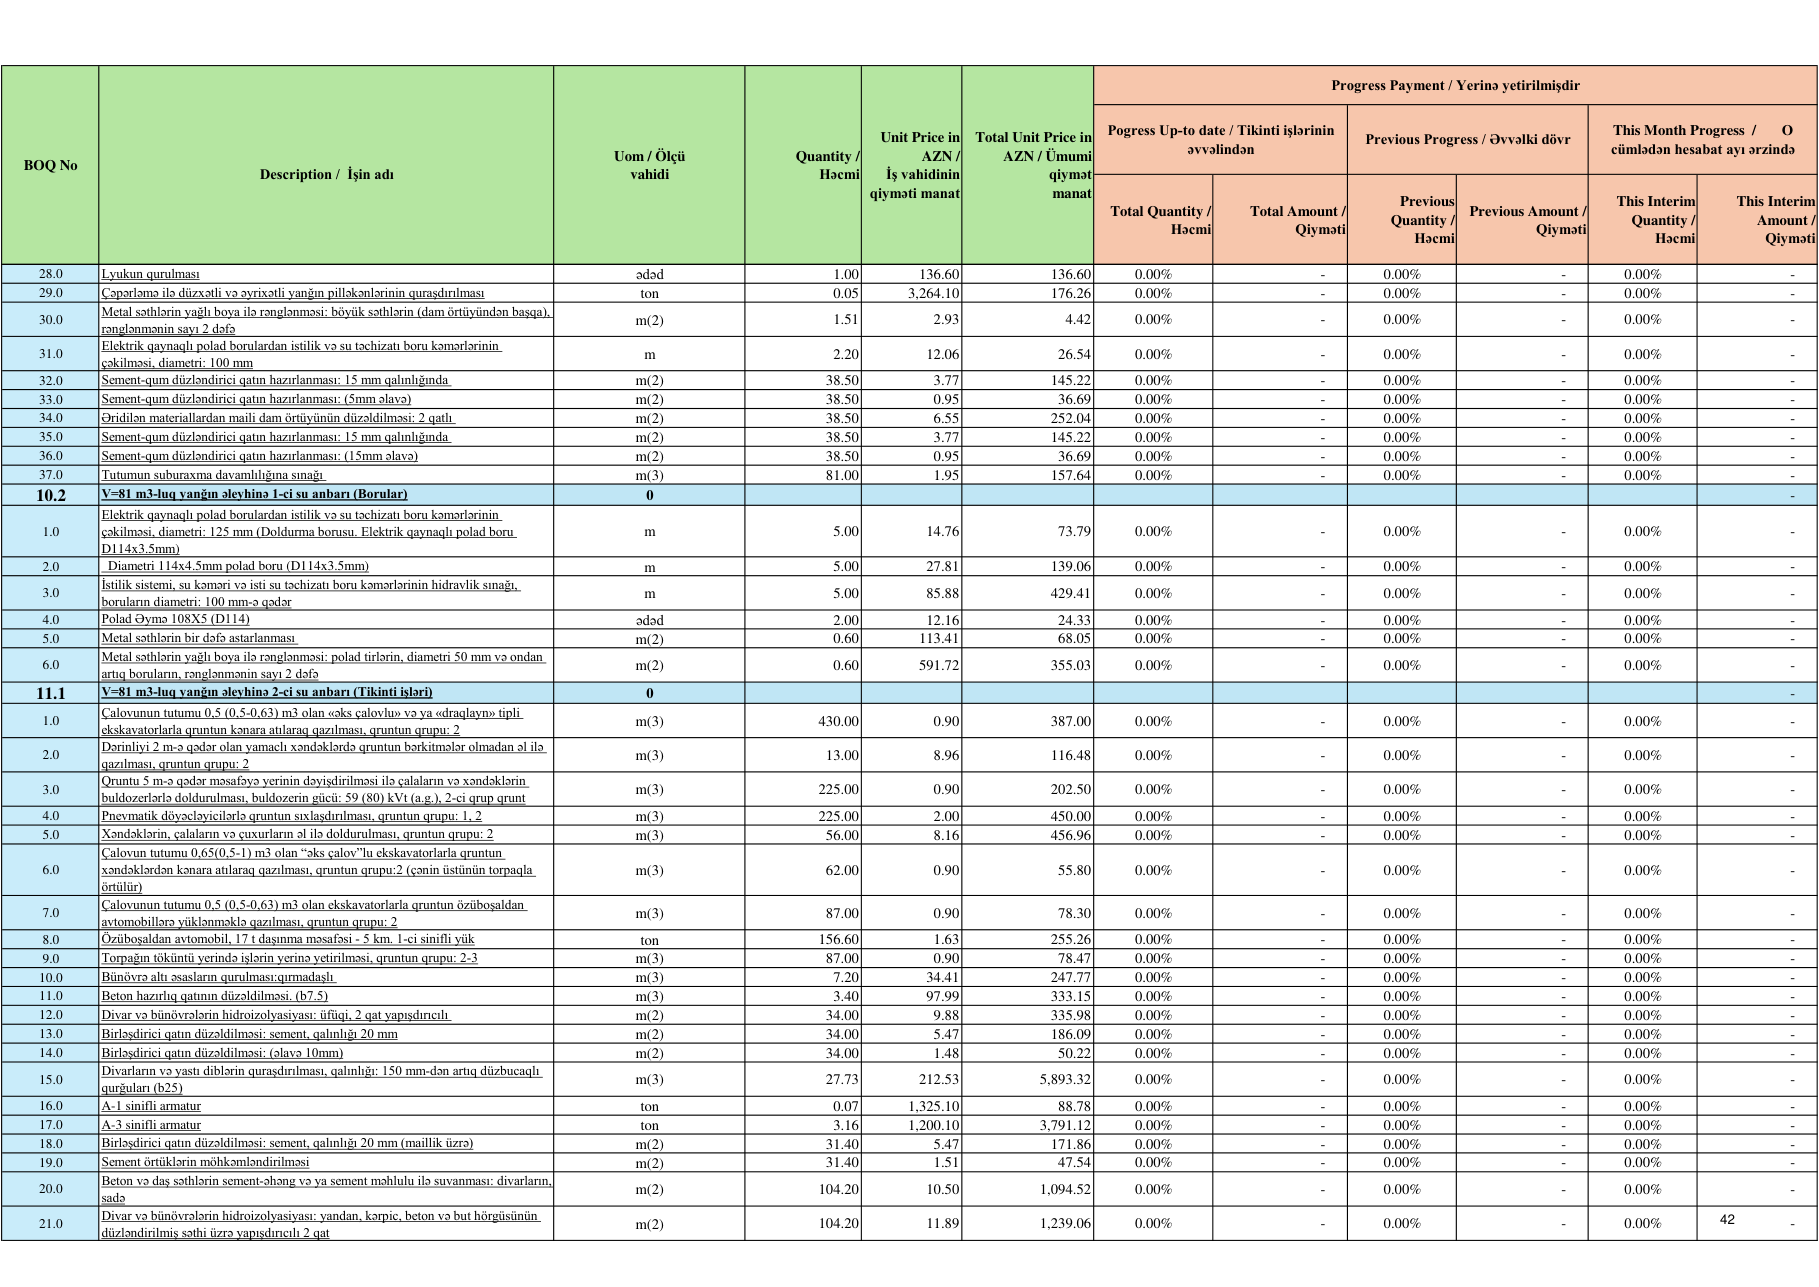 BOQ No
Description / İşin adı
Uom / Ölçü
vahidi
Quantity /
Həcmi
Unit Price in
AZN /
İş vahidinin
qiyməti manat
Total Unit Price in
AZN / Ümumi
qiymət
manat
Progress Payment / Yerinə yetirilmişdir
Pogress Up-to date / Tikinti işlərinin
əvvəlindən
Previous Progress / Əvvəlki dövr
This Month Progress / O
cümlədən hesabat ayı ərzində
Total Quantity /
Həcmi
Total Amount /
Qiyməti
Previous
Quantity /
Həcmi
Previous Amount /
Qiyməti
This Interim
Quantity /
Həcmi
This Interim
Amount /
Qiyməti
28.0 Lyukun qurulması ədəd 1.00 136.60 136.60 0.00% - 0.00% - 0.00% -
29.0 Çəpərləmə ilə düzxətli və əyrixətli yanğın pilləkənlərinin quraşdırılması ton 0.05 3,264.10 176.26 0.00% - 0.00% - 0.00% -
30.0 Metal səthlərin yağlı boya ilə rənglənməsi: böyük səthlərin (dam örtüyündən başqa),
rənglənmənin sayı 2 dəfə m(2) 1.51 2.93 4.42 0.00% - 0.00% - 0.00% -
31.0 Elektrik qaynaqlı polad borulardan istilik və su təchizatı boru kəmərlərinin
çəkilməsi, diametri: 100 mm m 2.20 12.06 26.54 0.00% - 0.00% - 0.00% -
32.0 Sement-qum düzləndirici qatın hazırlanması: 15 mm qalınlığında m(2) 38.50 3.77 145.22 0.00% - 0.00% - 0.00% -
33.0 Sement-qum düzləndirici qatın hazırlanması: (5mm əlavə) m(2) 38.50 0.95 36.69 0.00% - 0.00% - 0.00% -
34.0 Əridilən materiallardan maili dam örtüyünün düzəldilməsi: 2 qatlı m(2) 38.50 6.55 252.04 0.00% - 0.00% - 0.00% -
35.0 Sement-qum düzləndirici qatın hazırlanması: 15 mm qalınlığında m(2) 38.50 3.77 145.22 0.00% - 0.00% - 0.00% -
36.0 Sement-qum düzləndirici qatın hazırlanması: (15mm əlavə) m(2) 38.50 0.95 36.69 0.00% - 0.00% - 0.00% -
37.0 Tutumun suburaxma davamlılığına sınağı m(3) 81.00 1.95 157.64 0.00% - 0.00% - 0.00% -
10.2 V=81 m3-luq yanğın əleyhinə 1-ci su anbarı (Borular) 0 -
1.0 Elektrik qaynaqlı polad borulardan istilik və su təchizatı boru kəmərlərinin
çəkilməsi, diametri: 125 mm (Doldurma borusu. Elektrik qaynaqlı polad boru
D114x3.5mm) m 5.00 14.76 73.79 0.00% - 0.00% - 0.00% -
2.0 Diametri 114x4.5mm polad boru (D114x3.5mm) m 5.00 27.81 139.06 0.00% - 0.00% - 0.00% -
3.0 İstilik sistemi, su kəməri və isti su təchizatı boru kəmərlərinin hidravlik sınağı,
boruların diametri: 100 mm-ə qədər m 5.00 85.88 429.41 0.00% - 0.00% - 0.00% -
4.0 Polad Əymə 108X5 (D114) ədəd 2.00 12.16 24.33 0.00% - 0.00% - 0.00% -
5.0 Metal səthlərin bir dəfə astarlanması m(2) 0.60 113.41 68.05 0.00% - 0.00% - 0.00% -
6.0 Metal səthlərin yağlı boya ilə rənglənməsi: polad tirlərin, diametri 50 mm və ondan
artıq boruların, rənglənmənin sayı 2 dəfə m(2) 0.60 591.72 355.03 0.00% - 0.00% - 0.00% -
11.1 V=81 m3-luq yanğın əleyhinə 2-ci su anbarı (Tikinti işləri) 0 -
1.0 Çalovunun tutumu 0,5 (0,5-0,63) m3 olan «əks çalovlu» və ya «draqlayn» tipli
ekskavatorlarla qruntun kənara atılaraq qazılması, qruntun qrupu: 2 m(3) 430.00 0.90 387.00 0.00% - 0.00% - 0.00% -
2.0 Dərinliyi 2 m-ə qədər olan yamaclı xəndəklərdə qruntun bərkitmələr olmadan əl ilə
qazılması, qruntun qrupu: 2 m(3) 13.00 8.96 116.48 0.00% - 0.00% - 0.00% -
3.0 Qruntu 5 m-ə qədər məsafəyə yerinin dəyişdirilməsi ilə çalaların və xəndəklərin
buldozerlərlə doldurulması, buldozerin gücü: 59 (80) kVt (a.g.), 2-ci qrup qrunt m(3) 225.00 0.90 202.50 0.00% - 0.00% - 0.00% -
4.0 Pnevmatik döyəcləyicilərlə qruntun sıxlaşdırılması, qruntun qrupu: 1, 2 m(3) 225.00 2.00 450.00 0.00% - 0.00% - 0.00% -
5.0 Xəndəklərin, çalaların və çuxurların əl ilə doldurulması, qruntun qrupu: 2 m(3) 56.00 8.16 456.96 0.00% - 0.00% - 0.00% -
6.0 Çalovun tutumu 0,65(0,5-1) m3 olan “əks çalov”lu ekskavatorlarla qruntun
xəndəklərdən kənara atılaraq qazılması, qruntun qrupu:2 (çənin üstünün torpaqla
örtülür) m(3) 62.00 0.90 55.80 0.00% - 0.00% - 0.00% -
7.0 Çalovunun tutumu 0,5 (0,5-0,63) m3 olan ekskavatorlarla qruntun özüboşaldan
avtomobillərə yüklənməklə qazılması, qruntun qrupu: 2 m(3) 87.00 0.90 78.30 0.00% - 0.00% - 0.00% -
8.0 Özüboşaldan avtomobil, 17 t daşınma məsafəsi - 5 km. 1-ci sinifli yük ton 156.60 1.63 255.26 0.00% - 0.00% - 0.00% -
9.0 Torpağın töküntü yerində işlərin yerinə yetirilməsi, qruntun qrupu: 2-3 m(3) 87.00 0.90 78.47 0.00% - 0.00% - 0.00% -
10.0 Bünövrə altı əsasların qurulması:qırmadaşlı m(3) 7.20 34.41 247.77 0.00% - 0.00% - 0.00% -
11.0 Beton hazırlıq qatının düzəldilməsi. (b7.5) m(3) 3.40 97.99 333.15 0.00% - 0.00% - 0.00% -
12.0 Divar və bünövrələrin hidroizolyasiyası: üfüqi, 2 qat yapışdırıcılı m(2) 34.00 9.88 335.98 0.00% - 0.00% - 0.00% -
13.0 Birləşdirici qatın düzəldilməsi: sement, qalınlığı 20 mm m(2) 34.00 5.47 186.09 0.00% - 0.00% - 0.00% -
14.0 Birləşdirici qatın düzəldilməsi: (əlavə 10mm) m(2) 34.00 1.48 50.22 0.00% - 0.00% - 0.00% -
15.0 Divarların və yastı diblərin quraşdırılması, qalınlığı: 150 mm-dən artıq düzbucaqlı
qurğuları (b25) m(3) 27.73 212.53 5,893.32 0.00% - 0.00% - 0.00% -
16.0 A-1 sinifli armatur ton 0.07 1,325.10 88.78 0.00% - 0.00% - 0.00% -
17.0 A-3 sinifli armatur ton 3.16 1,200.10 3,791.12 0.00% - 0.00% - 0.00% -
18.0 Birləşdirici qatın düzəldilməsi: sement, qalınlığı 20 mm (maillik üzrə) m(2) 31.40 5.47 171.86 0.00% - 0.00% - 0.00% -
19.0 Sement örtüklərin möhkəmləndirilməsi m(2) 31.40 1.51 47.54 0.00% - 0.00% - 0.00% -
20.0 Beton və daş səthlərin sement-əhəng və ya sement məhlulu ilə suvanması: divarların,
sadə m(2) 104.20 10.50 1,094.52 0.00% - 0.00% - 0.00% -
21.0 Divar və bünövrələrin hidroizolyasiyası: yandan, kərpic, beton və but hörgüsünün
düzləndirilmiş səthi üzrə yapışdırıcılı 2 qat m(2) 104.20 11.89 1,239.06 0.00% - 0.00% - 0.00% -
42